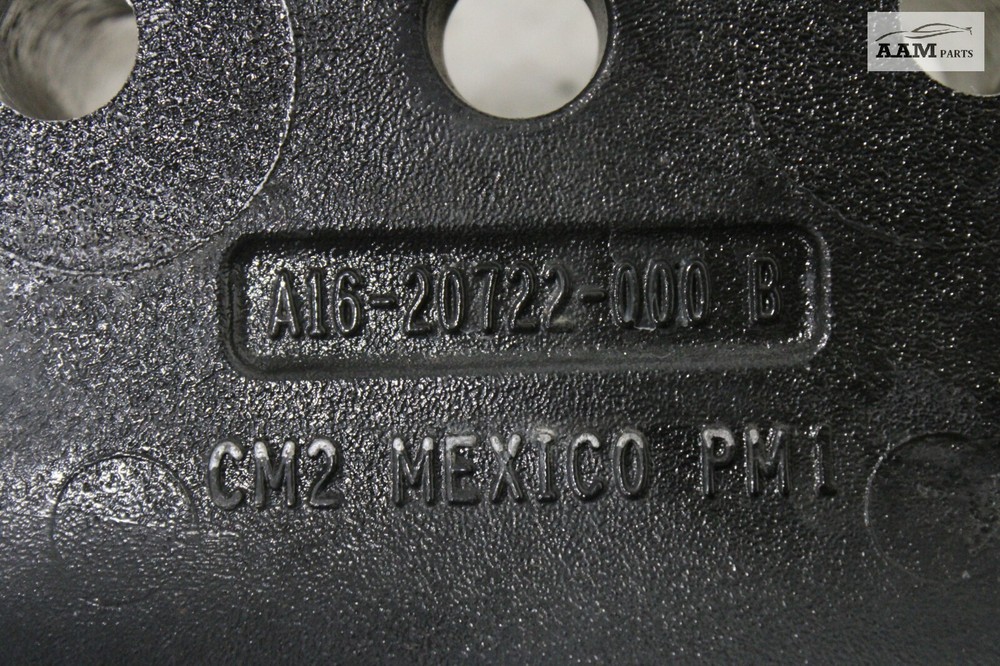 AAM PARTS
A16-20722-000 B
CM2 MEXICO PM1